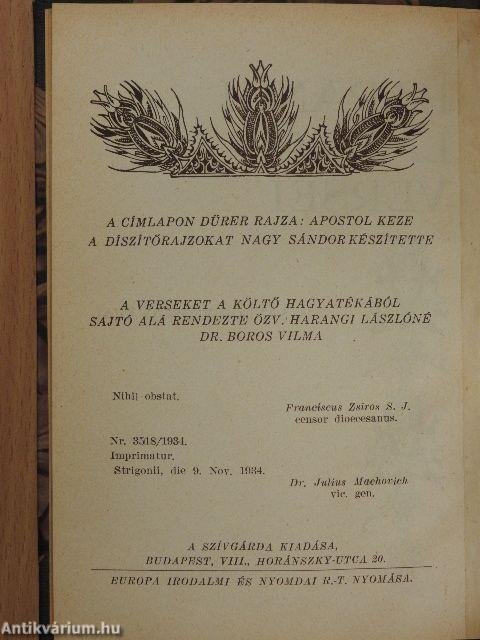 A CÍMLAPON DÜRER RAJZA: APOSTOL KEZE
A DÍSZÍTŐRAJZOKAT NAGY SÁNDOR KÉSZÍTETTE
A VERSEKET A KÖLTŐ HAGYATÉKÁBÓL
SAJTÓ ALÁ RENDEZTE ÖZV. HARANGI LÁSZLÓNÉ
DR. BOROS VILMA
Nihil obstat.
Franciscus Zsiros S. J.
censor dioecesanus.
Nr. 3518/1934.
Imprimatur.
Strigonii, die 9. Nov. 1934.
Dr. Julius Machovich
vic. gen.
A SZÍVGÁRDA KIADÁSA,
BUDAPEST, VIII., HORÁNSZKY-UTCA 20.
EUROPA IRODALMI ÉS NYOMDAI R.-T. NYOMÁSA.
Antikvárium.hu